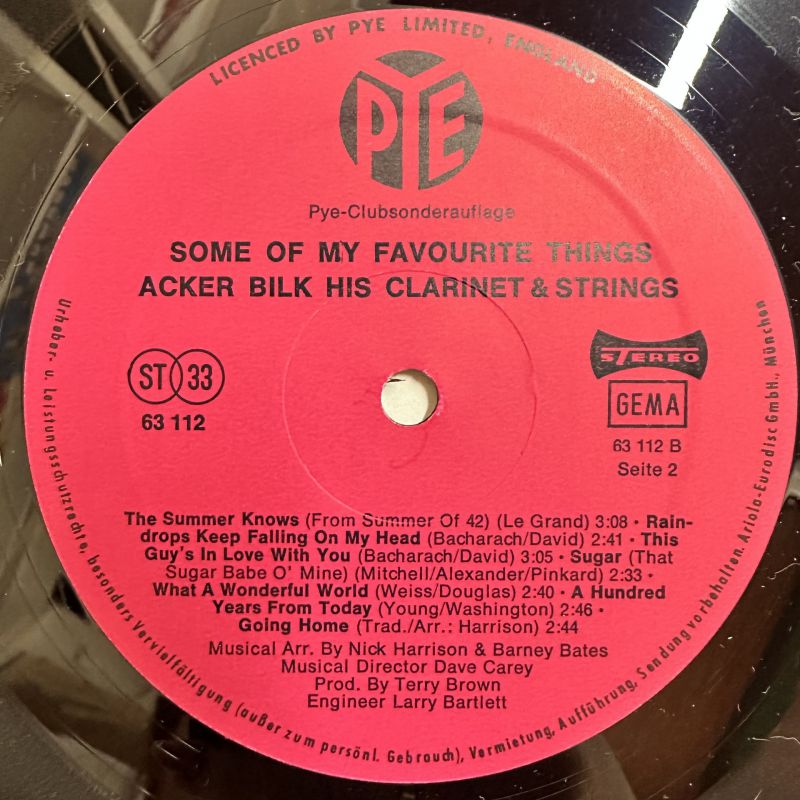 LICENCED BY PYE LIMITED, ENGLAND
PYE
Pye-Clubsonderauflage
SOME OF MY FAVOURITE THINGS
ACKER BILK HIS CLARINET & STRINGS
ST 33
63 112
STEREO
GEMA
63 112 B
Seite 2
The Summer Knows (From Summer Of 42) (Le Grand) 3:08 • Rain-
drops Keep Falling On My Head (Bacharach/David) 2:41 • This
Guy's In Love With You (Bacharach/David) 3:05 • Sugar (That
Sugar Babe O' Mine) (Mitchell/Alexander/Pinkard) 2:33 •
What A Wonderful World (Weiss/Douglas) 2:40 • A Hundred
Years From Today (Young/Washington) 2:46 •
Going Home (Trad./Arr.: Harrison) 2:44
Musical Arr. By Nick Harrison & Barney Bates
Musical Director Dave Carey
Prod. By Terry Brown
Engineer Larry Bartlett
Urheber- u. Leistungsschutzrechte, besonders Vervielfältigung (außer zum persönl. Gebrauch), Vermietung, Aufführung, Sendung vorbehalten. Ariola-Eurodisc GmbH., München